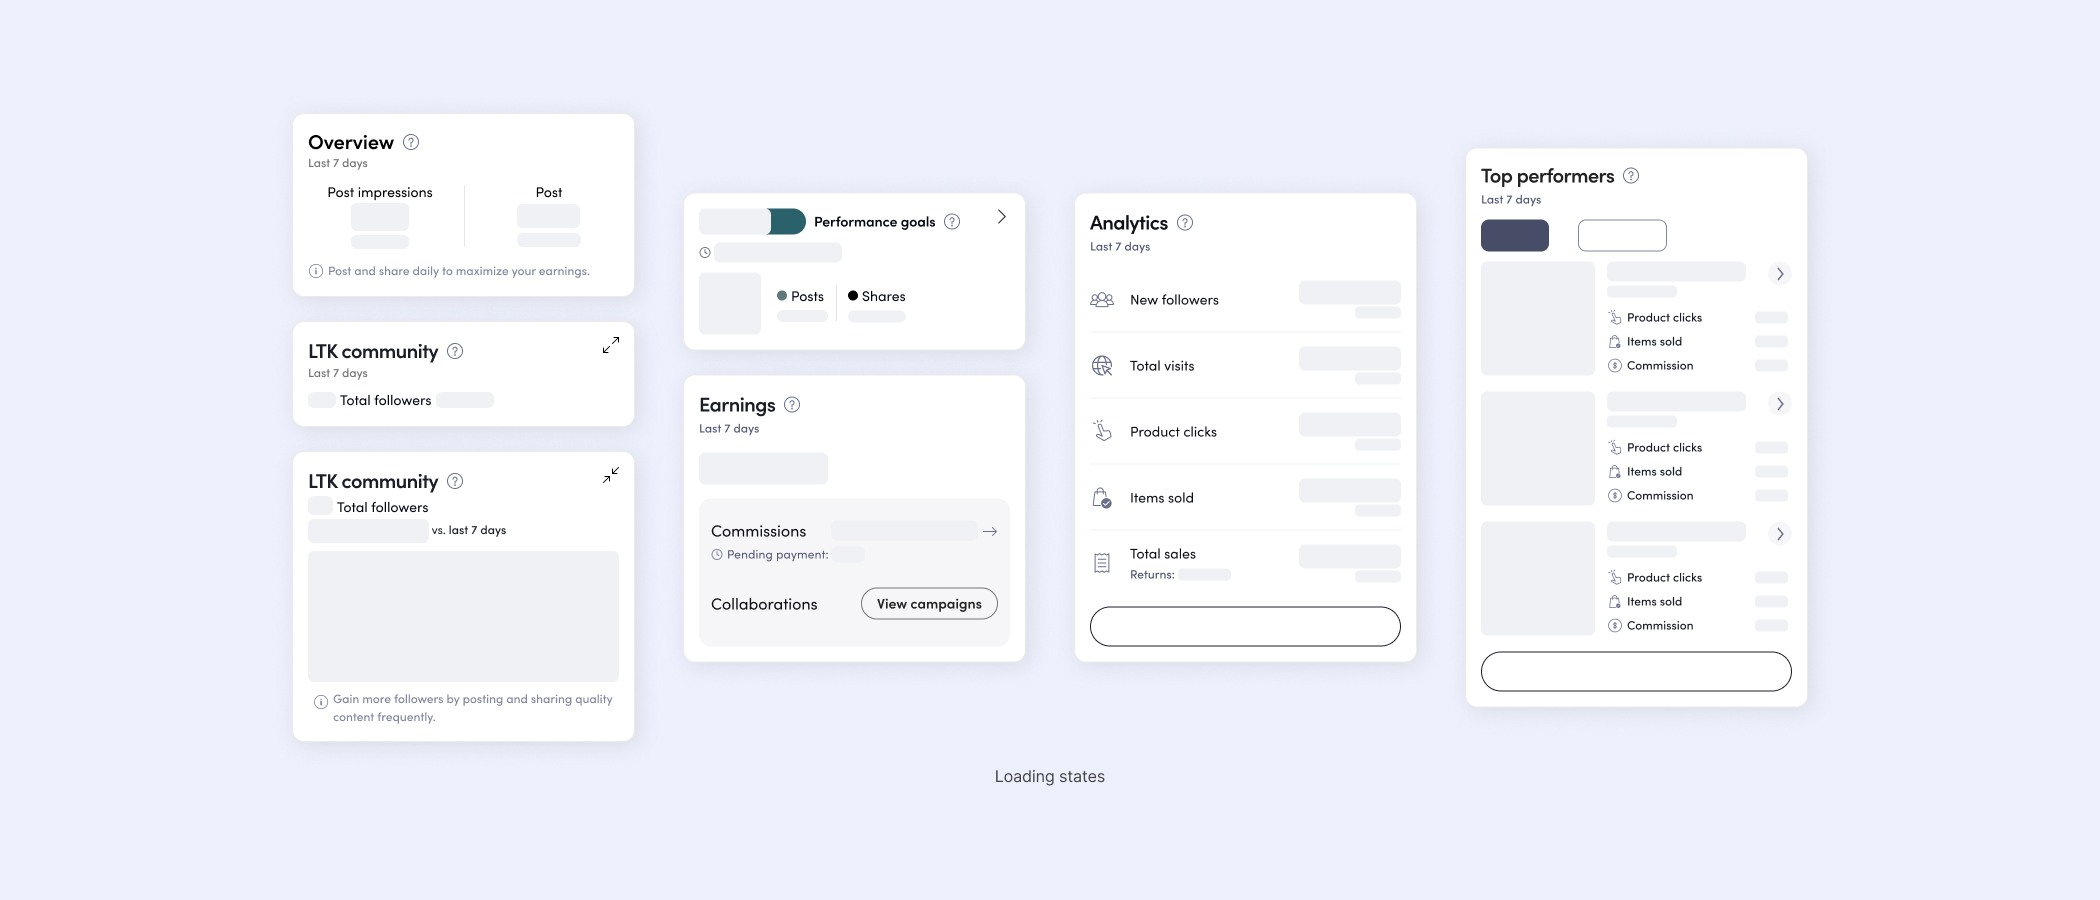 Overview
Last 7 days
Post impressions
Post
Post and share daily to maximize your earnings.
LTK community
Last 7 days
Total followers
LTK community
Total followers
vs. last 7 days
Gain more followers by posting and sharing quality
content frequently.
Performance goals
Posts
Shares
Earnings
Last 7 days
Commissions
Pending payment:
Collaborations
View campaigns
Analytics
Last 7 days
New followers
Total visits
Product clicks
Items sold
Total sales
Returns:
Top performers
Last 7 days
Product clicks
Items sold
Commission
Product clicks
Items sold
Commission
Product clicks
Items sold
Commission
Loading states